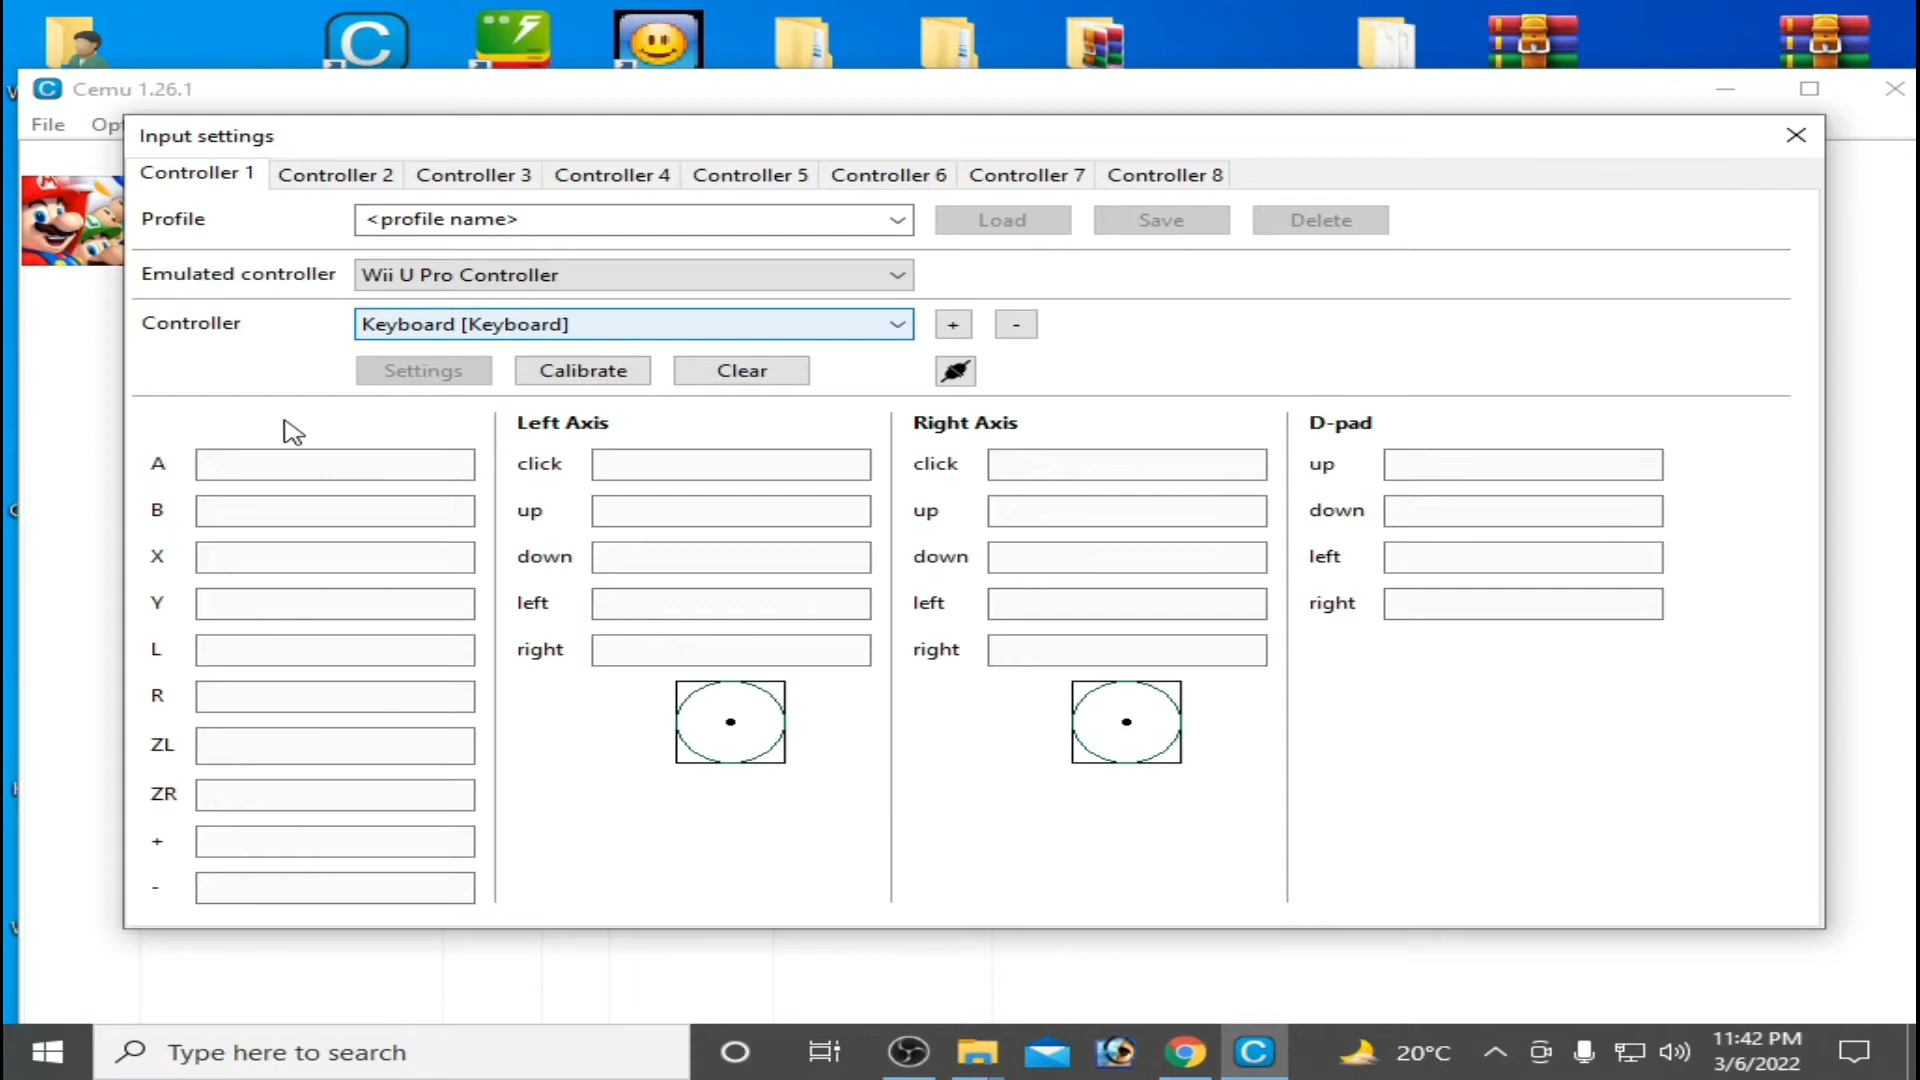 Cemu 1.26.1
File Opt
Input settings
Controller 1 Controller 2 Controller 3 Controller 4 Controller 5 Controller 6 Controller 7 Controller 8
Profile <profile name> Load Save Delete
Emulated controller Wii U Pro Controller
Controller Keyboard [Keyboard] + -
Settings Calibrate Clear
Left Axis Right Axis D-pad
A click click up
B up up down
X down down left
Y left left right
L right right
R
ZL
ZR
+
-
Type here to search
20°C
11:42 PM
3/6/2022